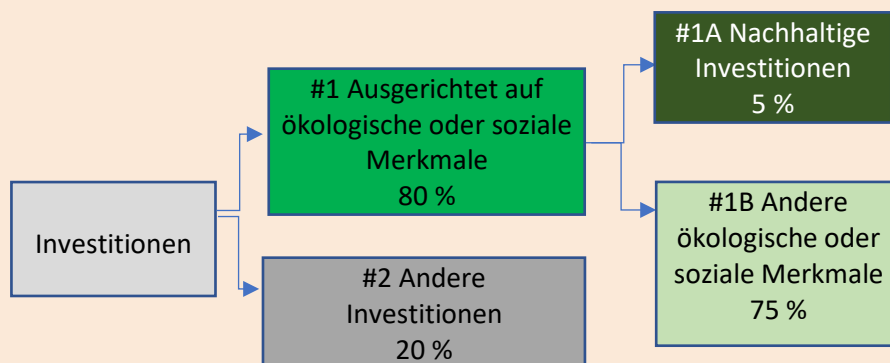 #1A Nachhaltige
Investitionen
5 %
#1 Ausgerichtet auf
ökologische oder soziale
Merkmale
80 %
#1B Andere
ökologische oder
soziale Merkmale
75 %
Investitionen
#2 Andere
Investitionen
20 %